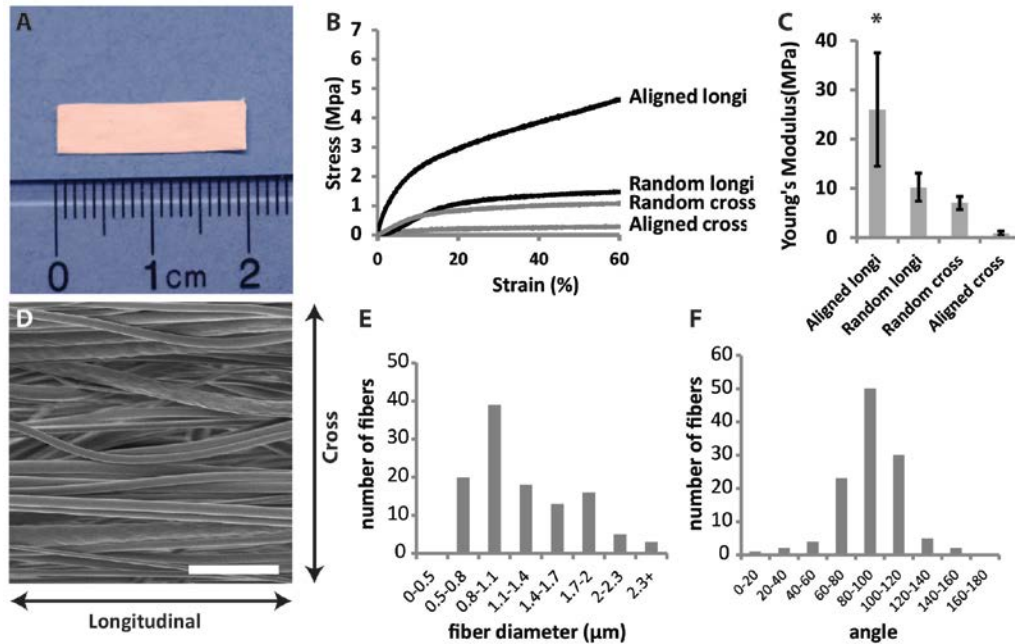 A
0 1 cm 2
B
Stress (Mpa)
7
6
5
4
3
2
1
0
Aligned longi
Random longi
Random cross
Aligned cross
0 20 40 60
Strain (%)
C
*
Young's Modulus(MPa)
40
30
20
10
0
Aligned longi
Random longi
Random cross
Aligned cross
D
Cross
Longitudinal
E
number of fibers
50
40
30
20
10
0
0-0.5
0.5-0.8
0.8-1.1
1.1-1.4
1.4-1.7
1.7-2
2-2.3
2.3+
fiber diameter (μm)
F
number of fibers
60
50
40
30
20
10
0
0-20
20-40
40-60
60-80
80-100
100-120
120-140
140-160
160-180
angle